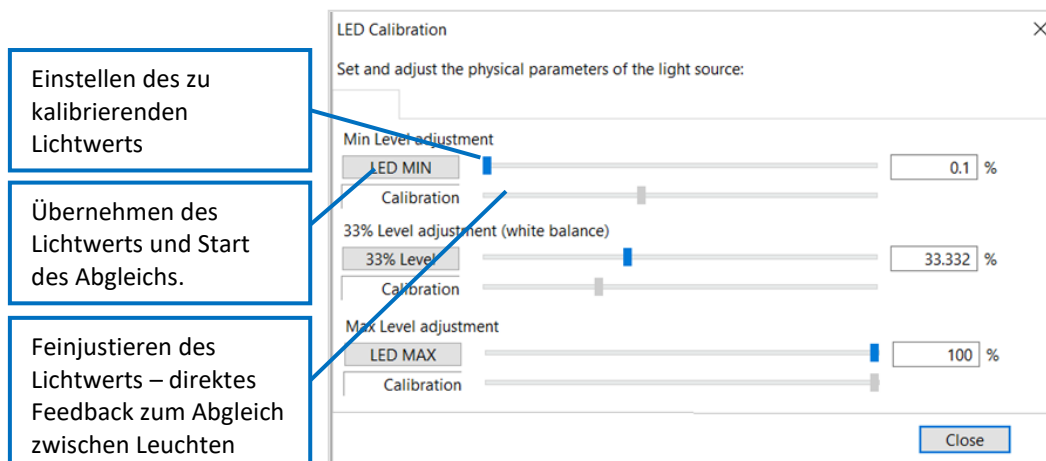 Einstellen des zu
kalibrierenden
Lichtwerts
Übernehmen des
Lichtwerts und Start
des Abgleichs.
Feinjustieren des
Lichtwerts – direktes
Feedback zum Abgleich
zwischen Leuchten
LED Calibration
Set and adjust the physical parameters of the light source:
Min Level adjustment
LED MIN 0.1 %
Calibration
33% Level adjustment (white balance)
33% Level 33.332 %
Calibration
Max Level adjustment
LED MAX 100 %
Calibration
Close